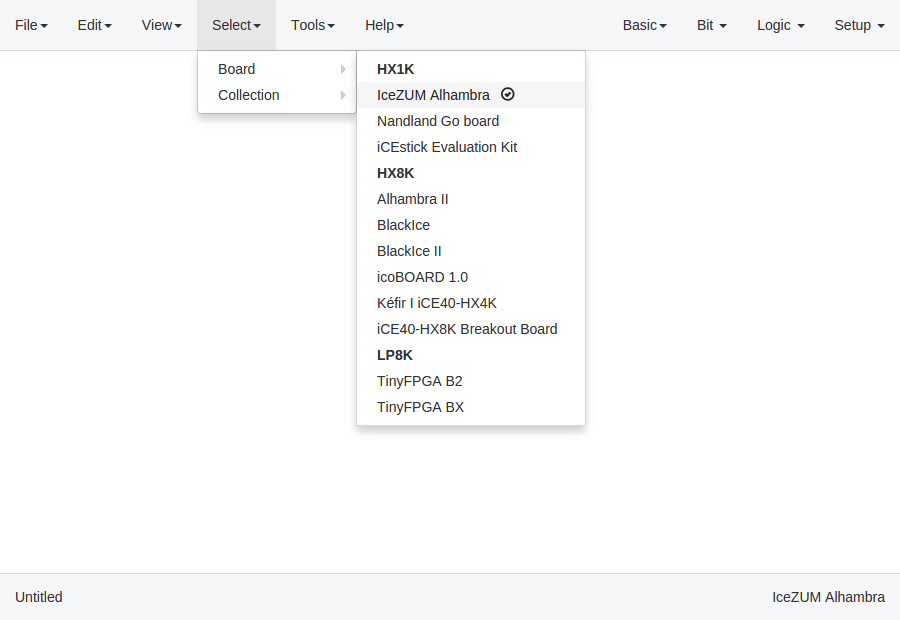 File Edit View Select Tools Help Basic Bit Logic Setup
Board
Collection
HX1K
IceZUM Alhambra
Nandland Go board
iCEstick Evaluation Kit
HX8K
Alhambra II
BlackIce
BlackIce II
icoBOARD 1.0
Kéfir I iCE40-HX4K
iCE40-HX8K Breakout Board
LP8K
TinyFPGA B2
TinyFPGA BX
Untitled IceZUM Alhambra